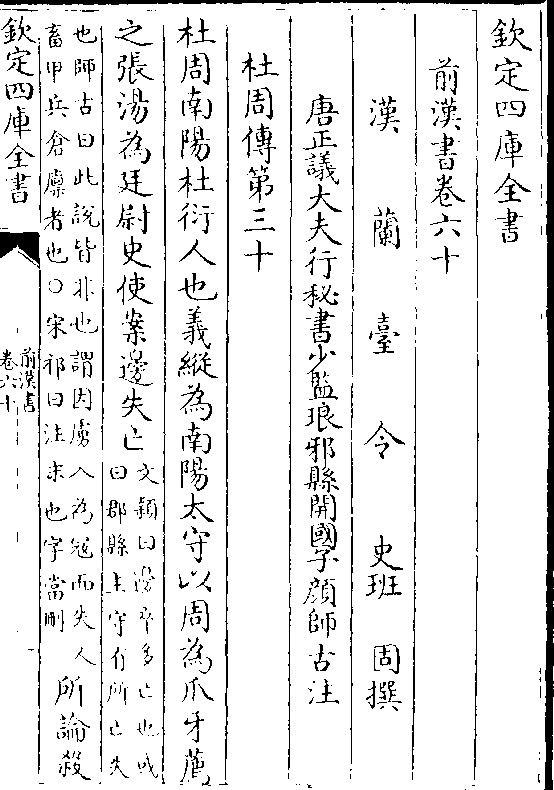 欽定四庫全書
前漢書卷六十
漢蘭臺令史班固撰
唐正議大夫行秘書少監琅邪縣開國子顔師古注
杜周傳第三十
杜周南陽杜衍人也義縱為南陽太守以周為爪牙薦
之張湯為廷尉史使案邊失亡
文穎曰邊卒多亡也或
曰郡縣主守有所亡失
也師古曰此說皆非也謂因虜入為冦而失人
畜甲兵倉廪者也○宋祁曰注末也字當刪
所論殺
欽定四庫全書
前漢書
卷六十